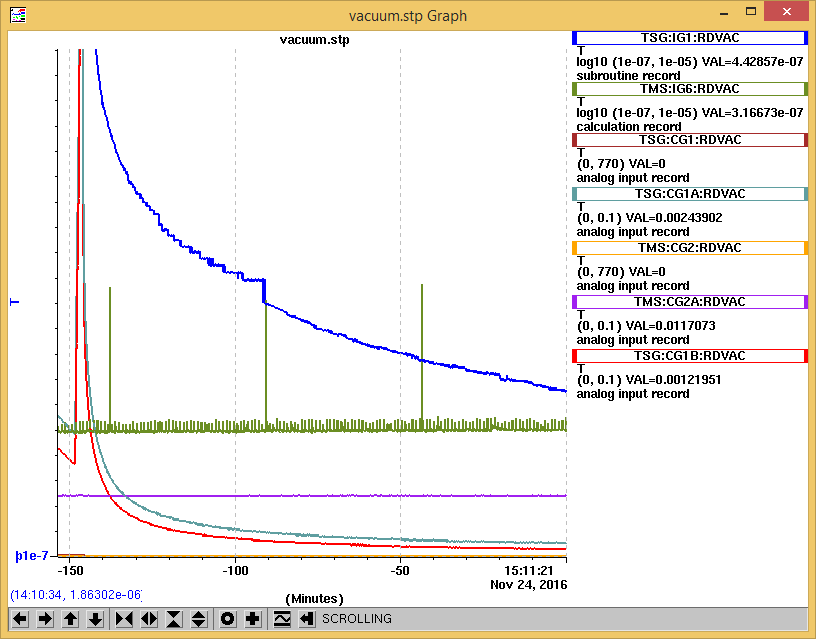 vacuum.stp Graph
vacuum.stp
TSG:IG1:RDVAC
T
log10 (1e-07, 1e-05) VAL=4.42857e-07
subroutine record
TMS:IG6:RDVAC
T
log10 (1e-07, 1e-05) VAL=3.16673e-07
calculation record
TSG:CG1:RDVAC
T
(0, 770) VAL=0
analog input record
TSG:CG1A:RDVAC
T
(0, 0.1) VAL=0.00243902
analog input record
TMS:CG2:RDVAC
T
(0, 770) VAL=0
analog input record
TMS:CG2A:RDVAC
T
(0, 0.1) VAL=0.0117073
analog input record
TSG:CG1B:RDVAC
T
(0, 0.1) VAL=0.00121951
analog input record
T
1e-7
-150 -100 -50 15:11:21
Nov 24, 2016
(14:10:34, 1.86302e-06)
(Minutes)
SCROLLING